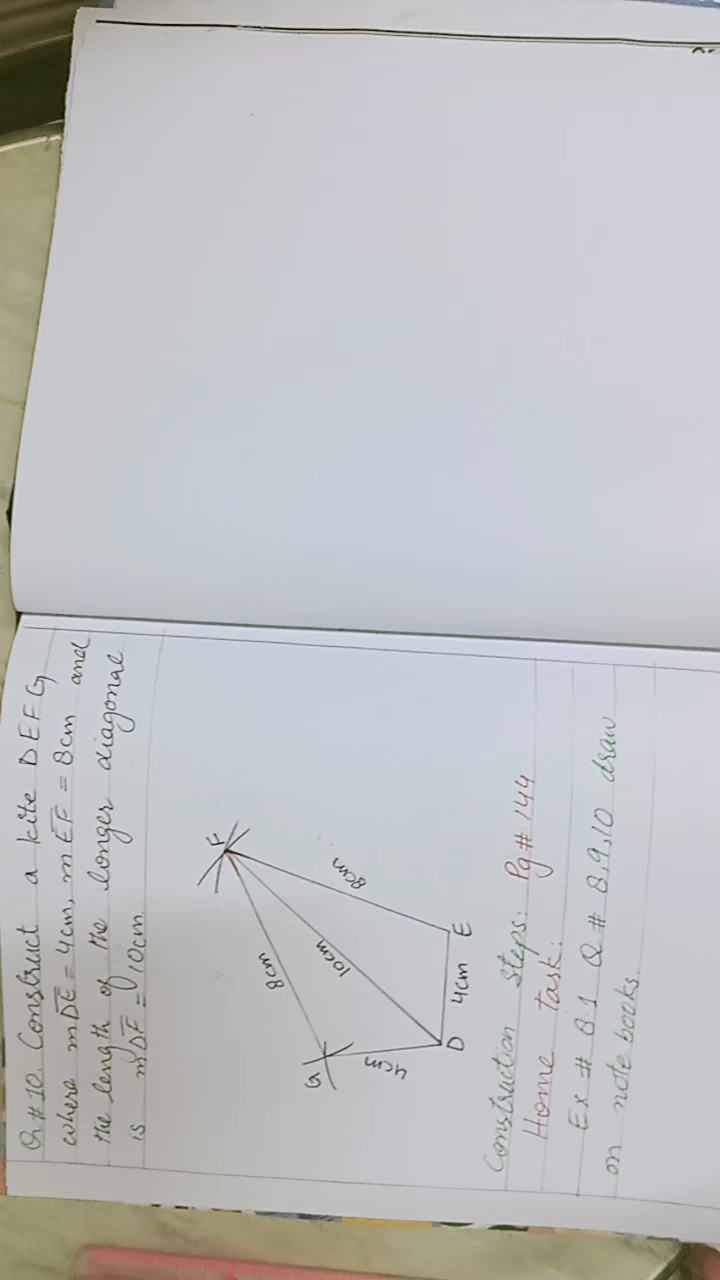 Q#10. Construct a kite DEFG
where mDE = 4cm, mEF = 8cm and
the length of the longer diagonal
is mDF = 10cm.
F
8cm
8cm
10cm
G
4cm
D
4cm
E
Construction Steps: Pg # 144
Home task:
Ex # 8.1 Q # 8,9,10 draw
on note books.